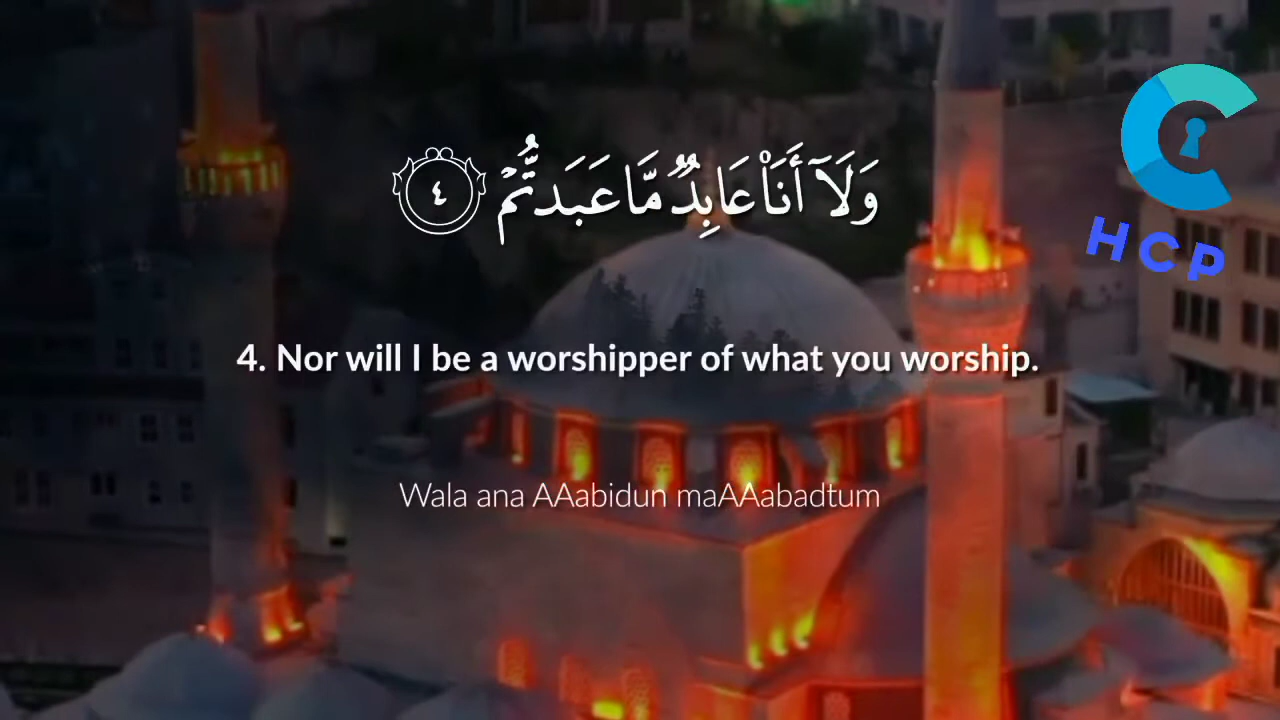 وَلَآ أَنَا۠ عَابِدٌ مَّا عَبَدتُّمْ ٤
4. Nor will I be a worshipper of what you worship.
Wala ana AAabidun maAAabadtum
HCP